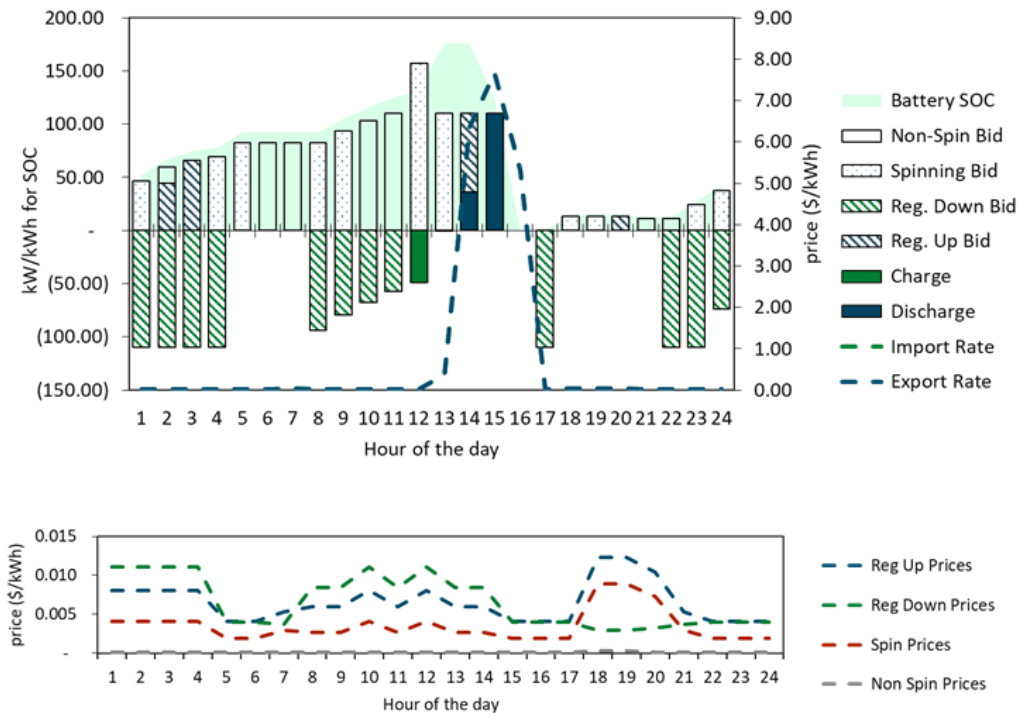 200.00
150.00
100.00
50.00
-
(50.00)
(100.00)
(150.00)
kW/kWh for SOC
9.00
8.00
7.00
6.00
5.00
4.00
3.00
2.00
1.00
0.00
price ($/kWh)
1 2 3 4 5 6 7 8 9 10 11 12 13 14 15 16 17 18 19 20 21 22 23 24
Hour of the day
Battery SOC
Non-Spin Bid
Spinning Bid
Reg. Down Bid
Reg. Up Bid
Charge
Discharge
Import Rate
Export Rate
0.015
0.010
0.005
-
price ($/kWh)
1 2 3 4 5 6 7 8 9 10 11 12 13 14 15 16 17 18 19 20 21 22 23 24
Hour of the day
Reg Up Prices
Reg Down Prices
Spin Prices
Non Spin Prices